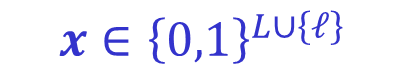 𝒙 ∈ {0,1}^{L∪{ℓ}}